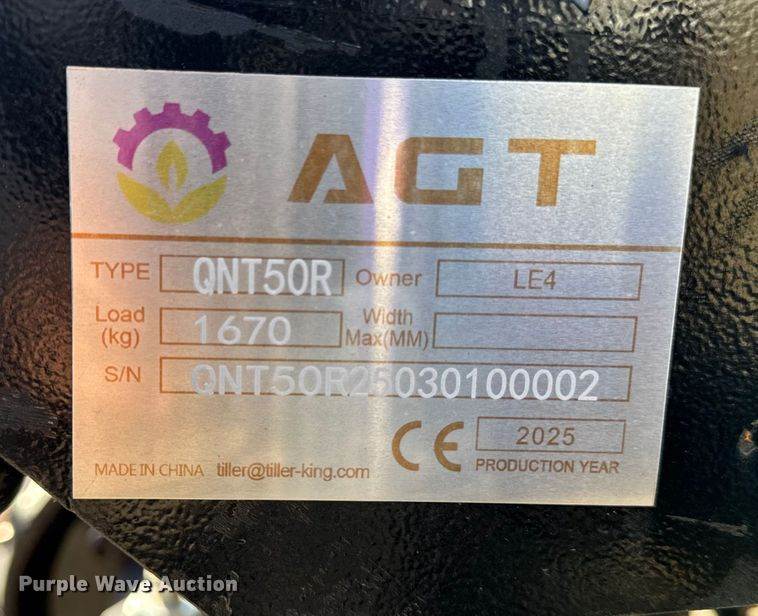 AGT
TYPE QNT50R Owner LE4
Load (kg) 1670 Width Max(MM)
S/N QNT50R25030100002
CE 2025
MADE IN CHINA tiller@tiller-king.com PRODUCTION YEAR
Purple Wave Auction